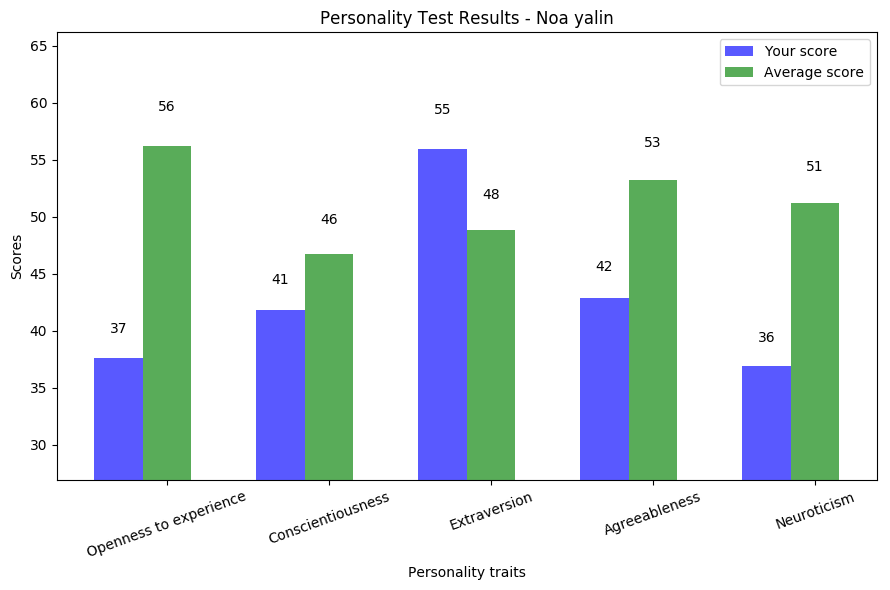 Personality Test Results - Noa yalin
Your score
Average score
65
60
55
50
45
40
35
30
Scores
37
56
41
46
55
48
42
53
36
51
Openness to experience
Conscientiousness
Extraversion
Agreeableness
Neuroticism
Personality traits